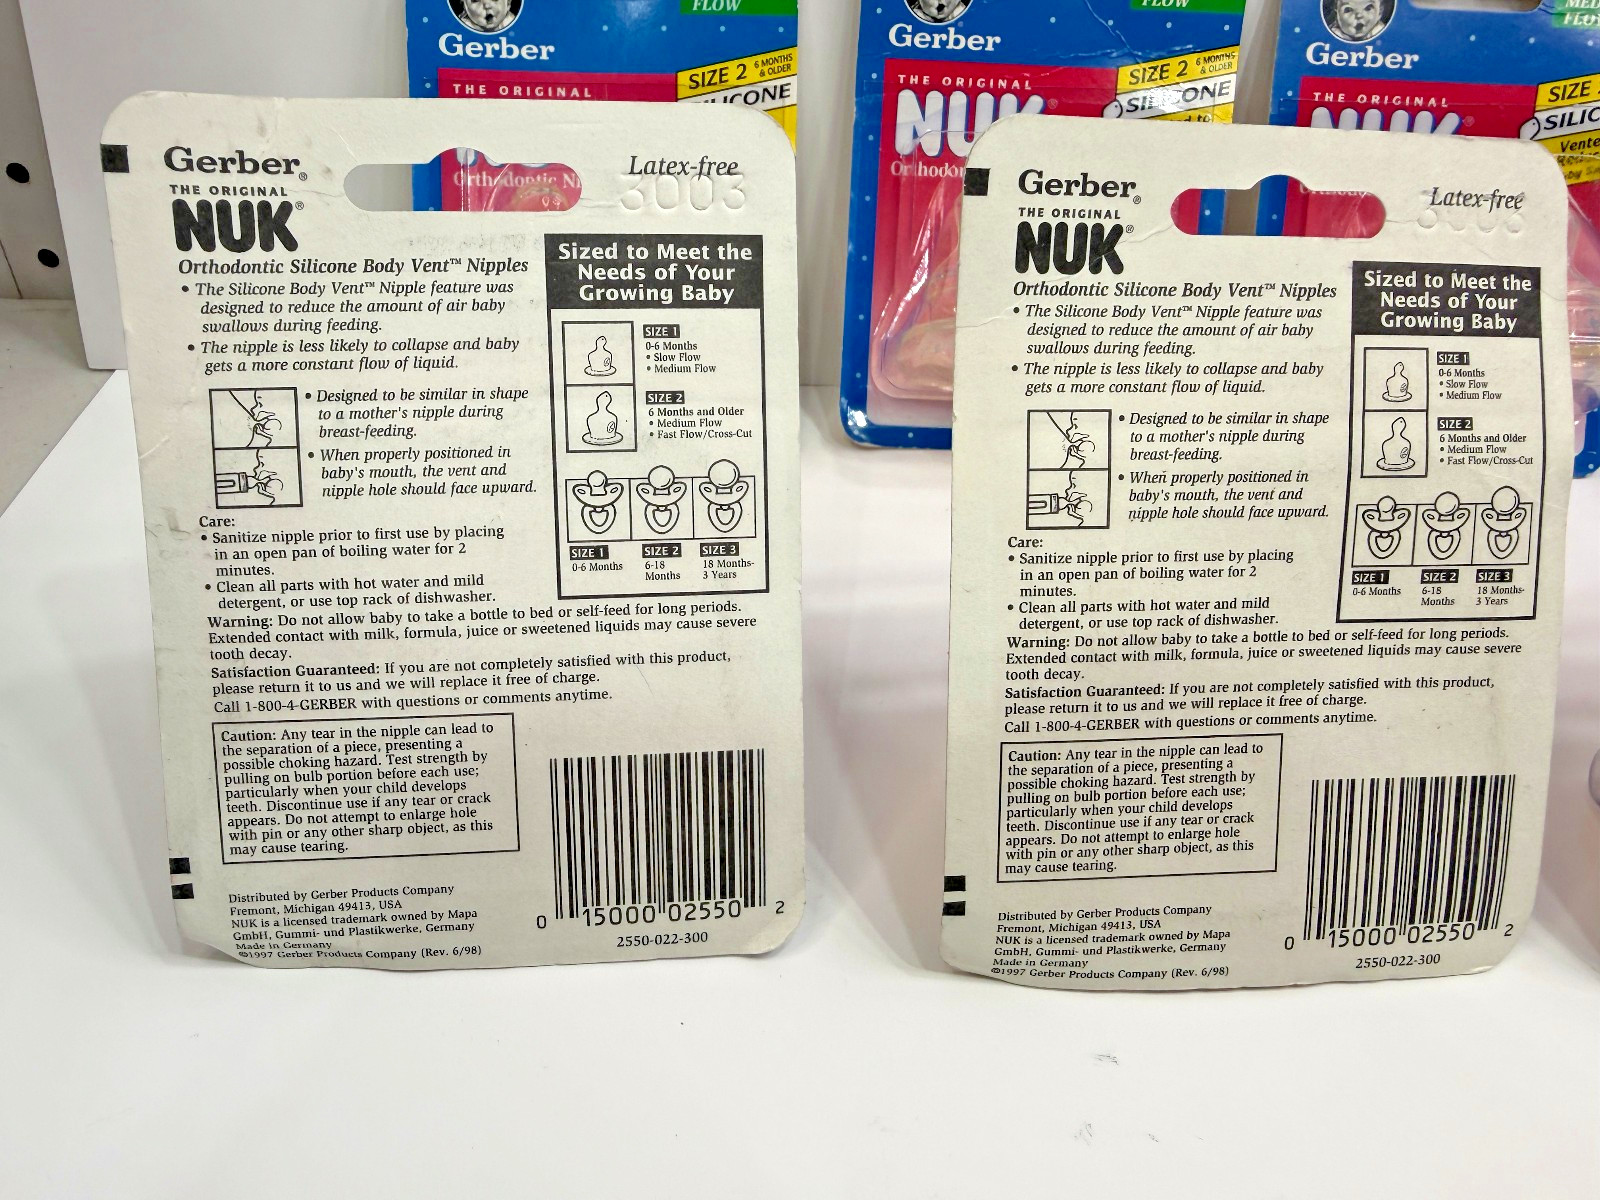 FLOW
Gerber
SIZE 2 6 MONTHS & OLDER
THE ORIGINAL
Orthodontic
FLOW
Gerber
SIZE 2 6 MONTHS & OLDER
THE ORIGINAL
NUK®
Gerber
SIZE
THE ORIGINAL
NUK
Gerber®
THE ORIGINAL
NUK®
Latex-free
3003
Orthodontic Silicone Body Vent™ Nipples
• The Silicone Body Vent™ Nipple feature was
designed to reduce the amount of air baby
swallows during feeding.
• The nipple is less likely to collapse and baby
gets a more constant flow of liquid.
• Designed to be similar in shape
to a mother's nipple during
breast-feeding.
• When properly positioned in
baby's mouth, the vent and
nipple hole should face upward.
Care:
• Sanitize nipple prior to first use by placing
in an open pan of boiling water for 2
minutes.
• Clean all parts with hot water and mild
detergent, or use top rack of dishwasher.
Sized to Meet the
Needs of Your
Growing Baby
SIZE 1
0-6 Months
• Slow Flow
• Medium Flow
SIZE 2
6 Months and Older
• Medium Flow
• Fast Flow/Cross-Cut
SIZE 1
0-6 Months
SIZE 2
6-18
Months
SIZE 3
18 Months-
3 Years
Warning: Do not allow baby to take a bottle to bed or self-feed for long periods.
Extended contact with milk, formula, juice or sweetened liquids may cause severe
tooth decay.
Satisfaction Guaranteed: If you are not completely satisfied with this product,
please return it to us and we will replace it free of charge.
Call 1-800-4-GERBER with questions or comments anytime.
Caution: Any tear in the nipple can lead to
the separation of a piece, presenting a
possible choking hazard. Test strength by
pulling on bulb portion before each use;
particularly when your child develops
teeth. Discontinue use if any tear or crack
appears. Do not attempt to enlarge hole
with pin or any other sharp object, as this
may cause tearing.
Distributed by Gerber Products Company
Fremont, Michigan 49413, USA
NUK is a licensed trademark owned by Mapa
GmbH, Gummi- und Plastikwerke, Germany
Made in Germany
©1997 Gerber Products Company (Rev. 6/98)
0 15000 02550 2
2550-022-300
Gerber®
THE ORIGINAL
NUK®
Latex-free
Orthodontic Silicone Body Vent™ Nipples
• The Silicone Body Vent™ Nipple feature was
designed to reduce the amount of air baby
swallows during feeding.
• The nipple is less likely to collapse and baby
gets a more constant flow of liquid.
• Designed to be similar in shape
to a mother's nipple during
breast-feeding.
• When properly positioned in
baby's mouth, the vent and
nipple hole should face upward.
Care:
• Sanitize nipple prior to first use by placing
in an open pan of boiling water for 2
minutes.
• Clean all parts with hot water and mild
detergent, or use top rack of dishwasher.
Sized to Meet the
Needs of Your
Growing Baby
SIZE 1
0-6 Months
• Slow Flow
• Medium Flow
SIZE 2
6 Months and Older
• Medium Flow
• Fast Flow/Cross-Cut
SIZE 1
0-6 Months
SIZE 2
6-18
Months
SIZE 3
18 Months-
3 Years
Warning: Do not allow baby to take a bottle to bed or self-feed for long periods.
Extended contact with milk, formula, juice or sweetened liquids may cause severe
tooth decay.
Satisfaction Guaranteed: If you are not completely satisfied with this product,
please return it to us and we will replace it free of charge.
Call 1-800-4-GERBER with questions or comments anytime.
Caution: Any tear in the nipple can lead to
the separation of a piece, presenting a
possible choking hazard. Test strength by
pulling on bulb portion before each use;
particularly when your child develops
teeth. Discontinue use if any tear or crack
appears. Do not attempt to enlarge hole
with pin or any other sharp object, as this
may cause tearing.
Distributed by Gerber Products Company
Fremont, Michigan 49413, USA
NUK is a licensed trademark owned by Mapa
GmbH, Gummi- und Plastikwerke, Germany
Made in Germany
©1997 Gerber Products Company (Rev. 6/98)
0 15000 02550 2
2550-022-300